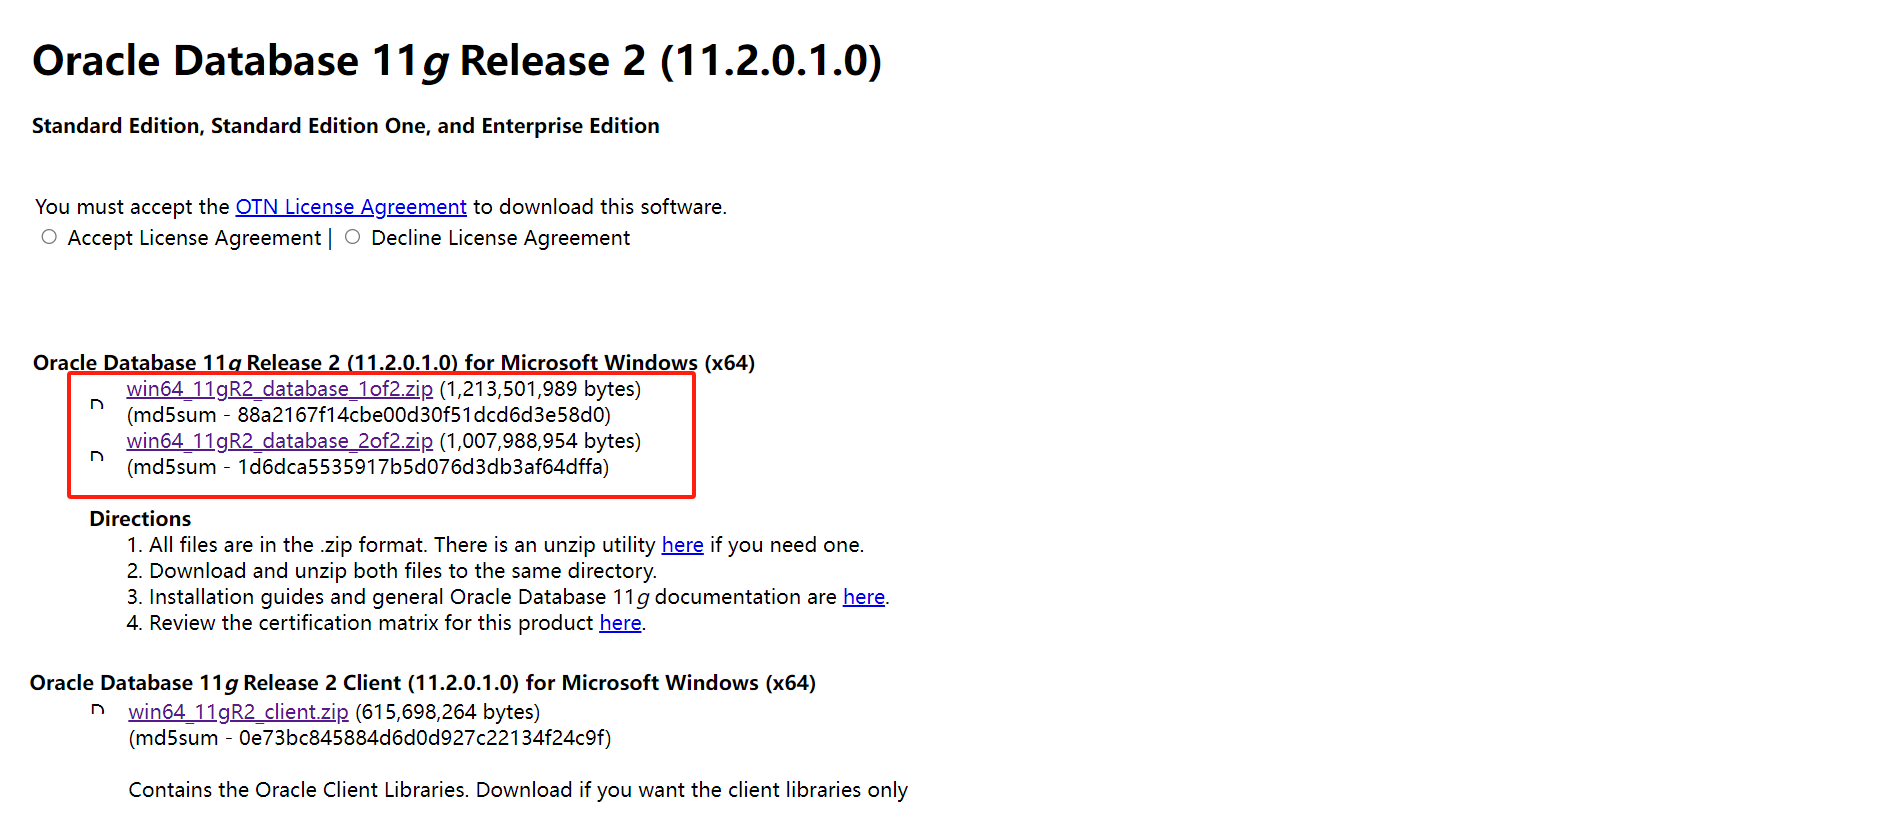 Oracle Database 11g Release 2 (11.2.0.1.0)
Standard Edition, Standard Edition One, and Enterprise Edition
You must accept the OTN License Agreement to download this software.
Accept License Agreement | Decline License Agreement
Oracle Database 11g Release 2 (11.2.0.1.0) for Microsoft Windows (x64)
win64_11gR2_database_1of2.zip (1,213,501,989 bytes)
(md5sum - 88a2167f14cbe00d30f51dcd6d3e58d0)
win64_11gR2_database_2of2.zip (1,007,988,954 bytes)
(md5sum - 1d6dca5535917b5d076d3db3af64dffa)
Directions
1. All files are in the .zip format. There is an unzip utility here if you need one.
2. Download and unzip both files to the same directory.
3. Installation guides and general Oracle Database 11g documentation are here.
4. Review the certification matrix for this product here.
Oracle Database 11g Release 2 Client (11.2.0.1.0) for Microsoft Windows (x64)
win64_11gR2_client.zip (615,698,264 bytes)
(md5sum - 0e73bc845884d6d0d927c22134f24c9f)
Contains the Oracle Client Libraries. Download if you want the client libraries only